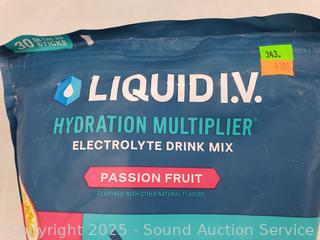 30
STICKS
363.
LIQUID I.V.
HYDRATION MULTIPLIER
ELECTROLYTE DRINK MIX
PASSION FRUIT
FLAVORED WITH OTHER NATURAL FLAVORS.
Copyright 2025 - Sound Auction Service